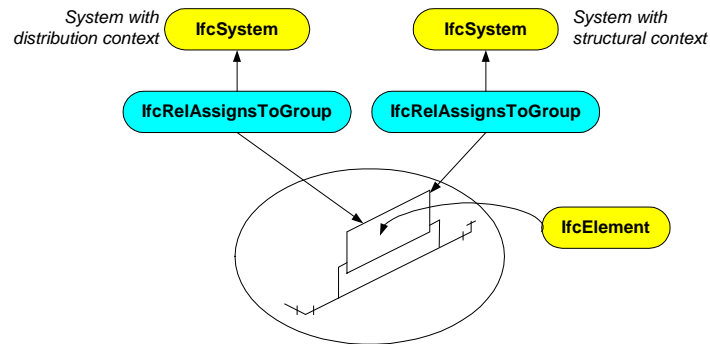 System with
distribution context
IfcSystem
IfcSystem
System with
structural context
IfcRelAssignsToGroup
IfcRelAssignsToGroup
IfcElement